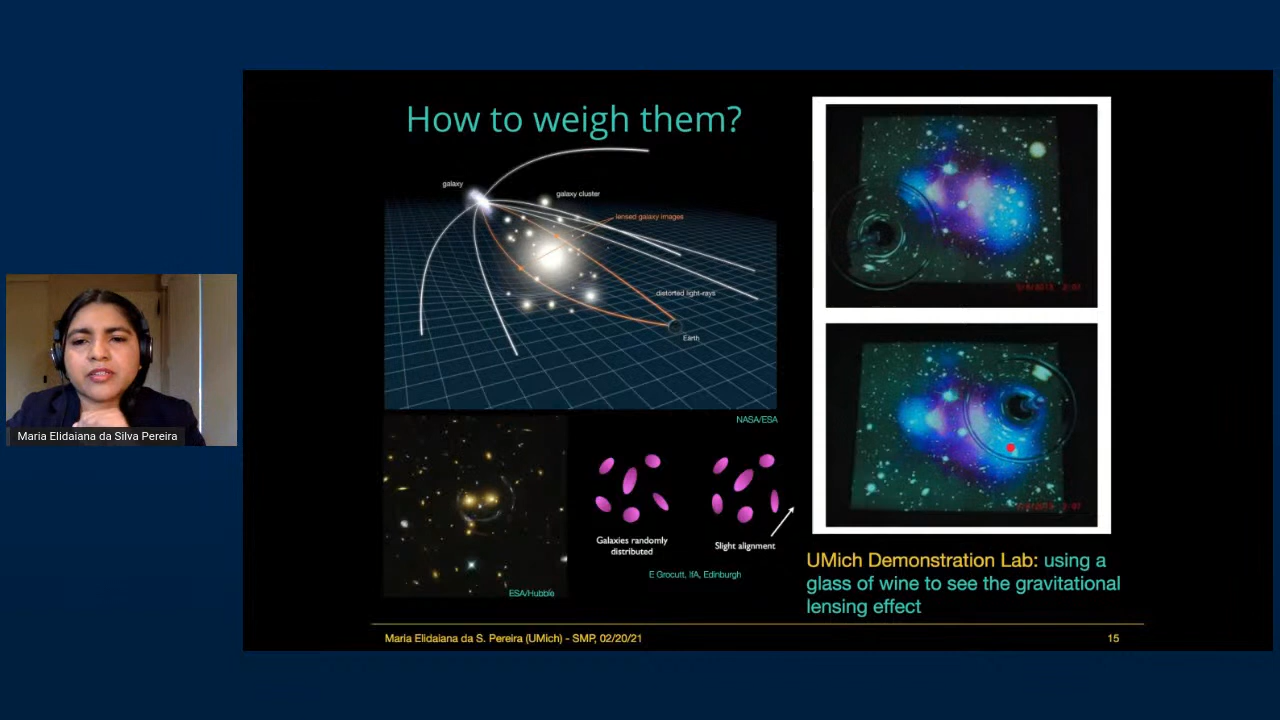 How to weigh them?
galaxy
galaxy cluster
lensed galaxy images
distorted light-rays
Earth
NASA/ESA
Galaxies randomly
distributed
Slight alignment
E Grocutt, IfA, Edinburgh
ESA/Hubble
UMich Demonstration Lab: using a
glass of wine to see the gravitational
lensing effect
Maria Elidaiana da S. Pereira (UMich) - SMP, 02/20/21
15
Maria Elidaiana da Silva Pereira